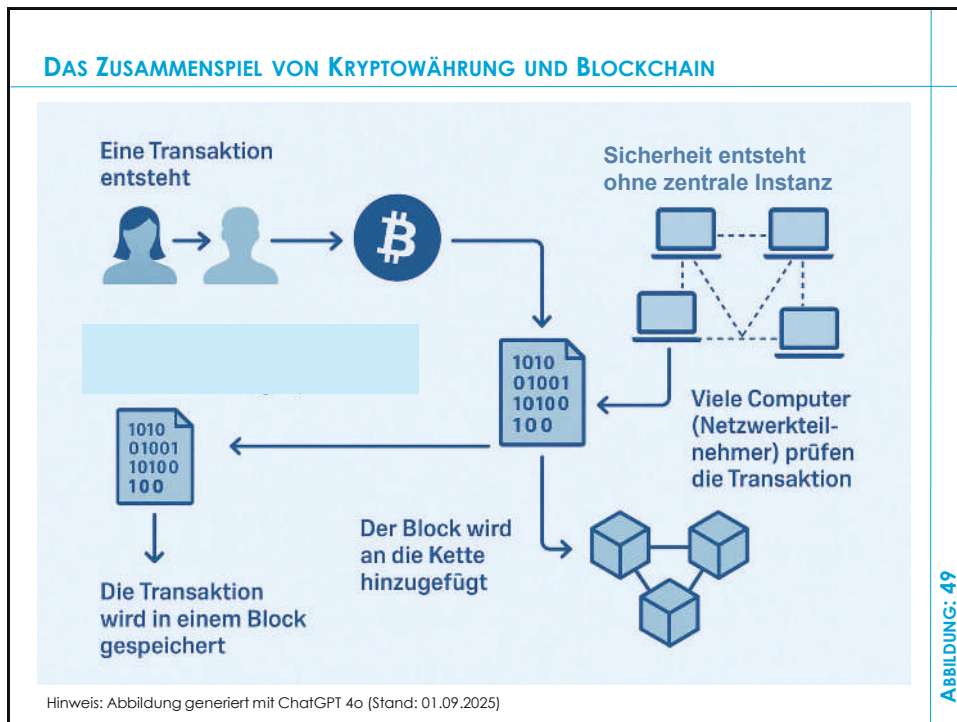 DAS ZUSAMMENSPIEL VON KRYPTOWÄHRUNG UND BLOCKCHAIN
Eine Transaktion
entsteht
Sicherheit entsteht
ohne zentrale Instanz
1010
01001
10100
100
Viele Computer
(Netzwerkteil-
nehmer) prüfen
die Transaktion
1010
01001
10100
100
Der Block wird
an die Kette
hinzugefügt
Die Transaktion
wird in einem Block
gespeichert
ABBILDUNG: 49
Hinweis: Abbildung generiert mit ChatGPT 4o (Stand: 01.09.2025)